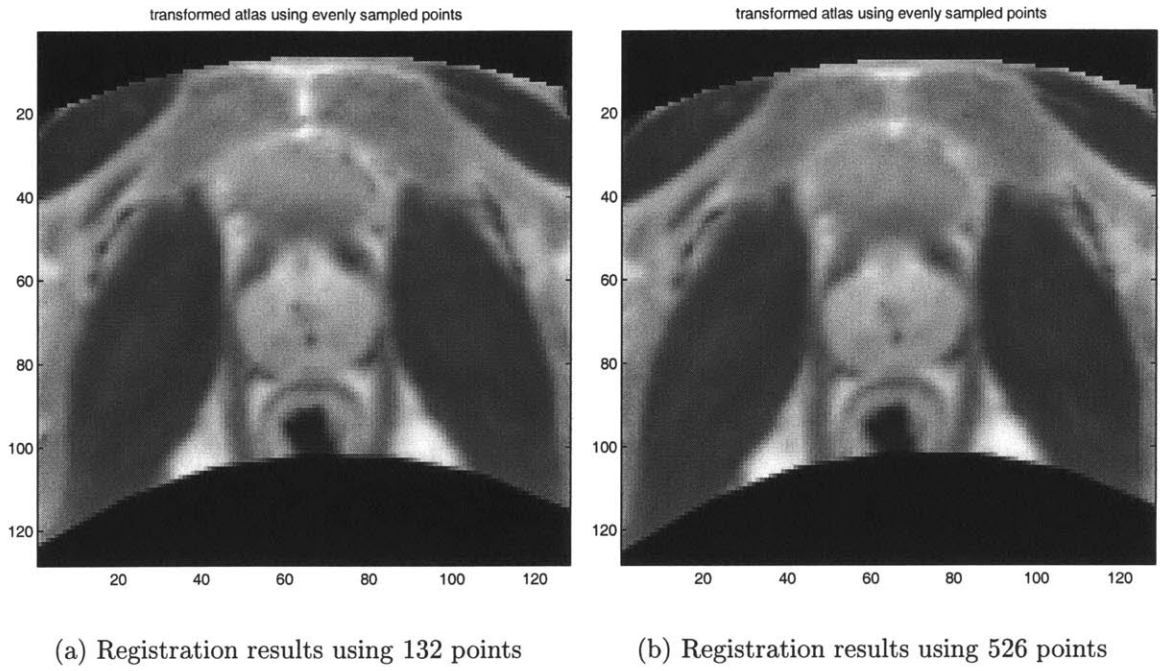 transformed atlas using evenly sampled points
20
40
60
80
100
120
20 40 60 80 100 120
(a) Registration results using 132 points
transformed atlas using evenly sampled points
20
40
60
80
100
120
20 40 60 80 100 120
(b) Registration results using 526 points